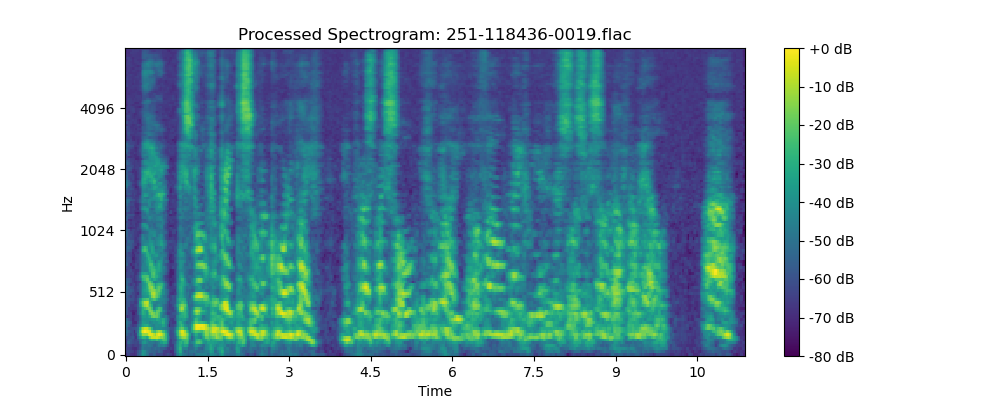 Processed Spectrogram: 251-118436-0019.flac
Hz
4096
2048
1024
512
0
0 1.5 3 4.5 6 7.5 9 10
Time
+0 dB
-10 dB
-20 dB
-30 dB
-40 dB
-50 dB
-60 dB
-70 dB
-80 dB